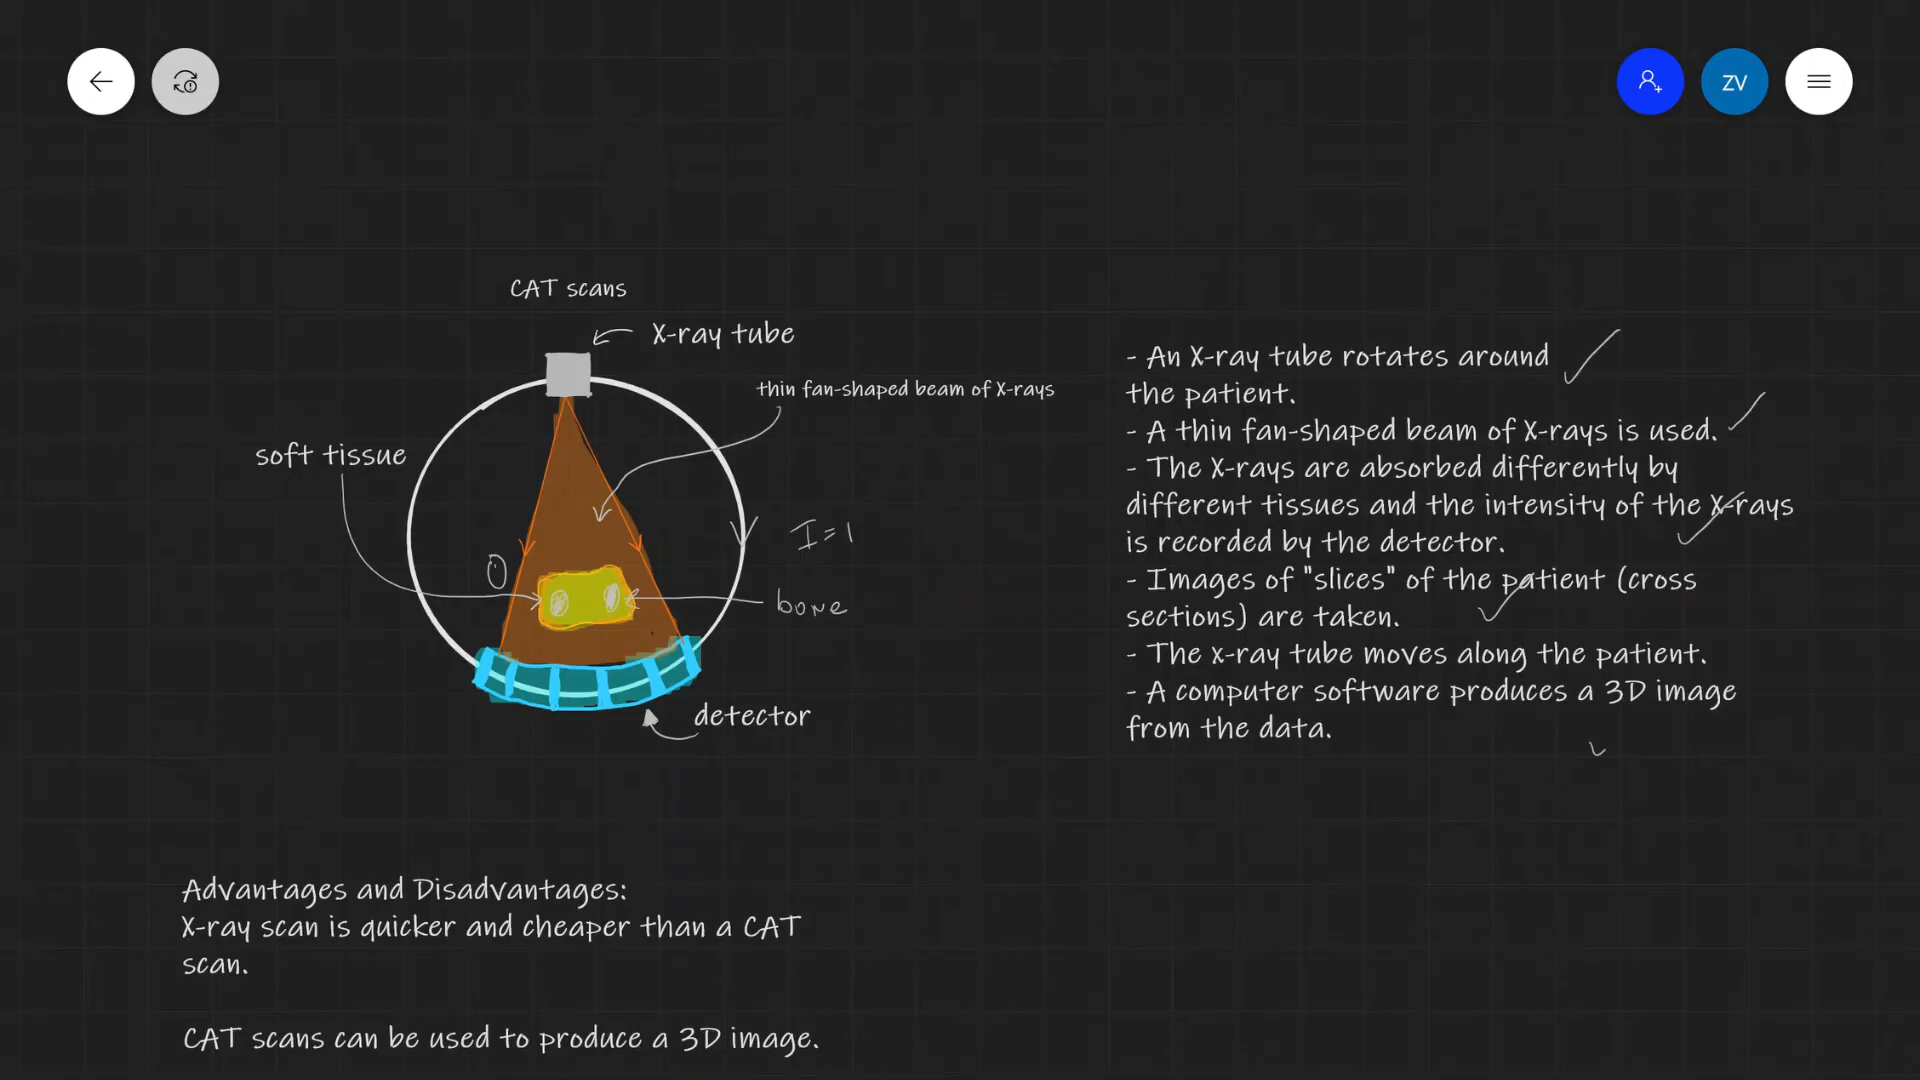 ZV
CAT scans
X-ray tube
thin fan-shaped beam of X-rays
soft tissue
I = 1
0
bone
detector
- An X-ray tube rotates around
the patient.
- A thin fan-shaped beam of X-rays is used.
- The X-rays are absorbed differently by
different tissues and the intensity of the X-rays
is recorded by the detector.
- Images of "slices" of the patient (cross
sections) are taken.
- The X-ray tube moves along the patient.
- A computer software produces a 3D image
from the data.
Advantages and Disadvantages:
X-ray scan is quicker and cheaper than a CAT
scan.
CAT scans can be used to produce a 3D image.